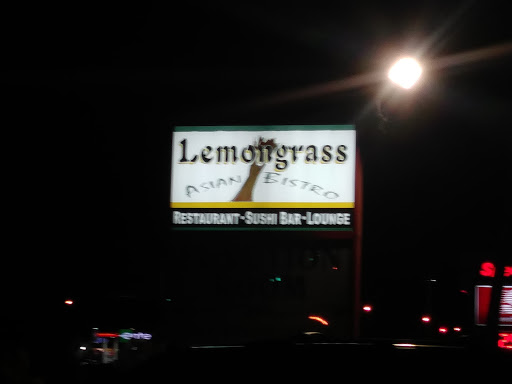 Lemongrass
ASIAN BISTRO
RESTAURANT-SUSHI BAR-LOUNGE